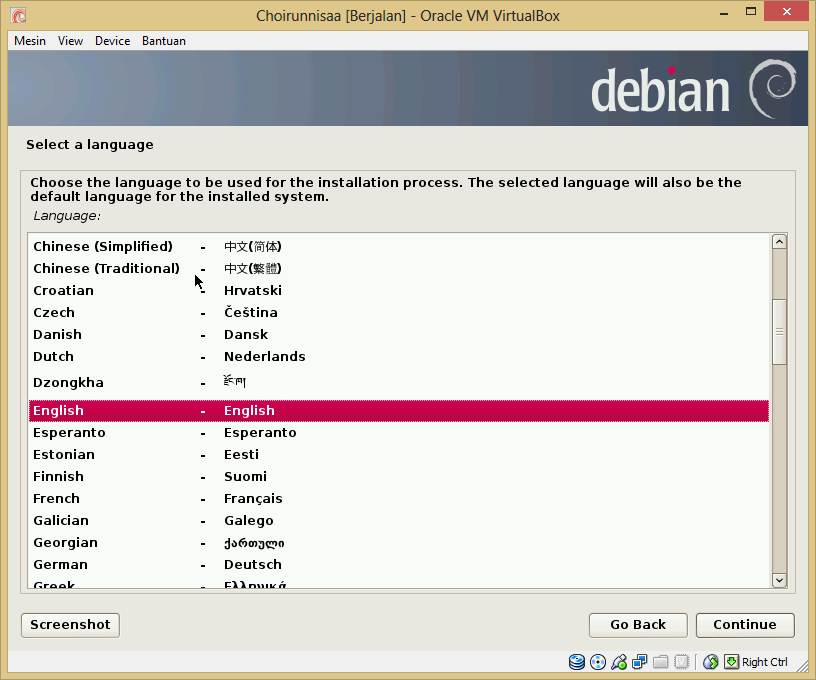 Choirunnisaa [Berjalan] - Oracle VM VirtualBox
Mesin View Device Bantuan
debian
Select a language
Choose the language to be used for the installation process. The selected language will also be the
default language for the installed system.
Language:
Chinese (Simplified) - 中文(简体)
Chinese (Traditional) - 中文(繁體)
Croatian - Hrvatski
Czech - Čeština
Danish - Dansk
Dutch - Nederlands
Dzongkha - རྫོང་ཁ།
English - English
Esperanto - Esperanto
Estonian - Eesti
Finnish - Suomi
French - Français
Galician - Galego
Georgian - ქართული
German - Deutsch
Greek - Ελληνικά
Screenshot Go Back Continue
Right Ctrl